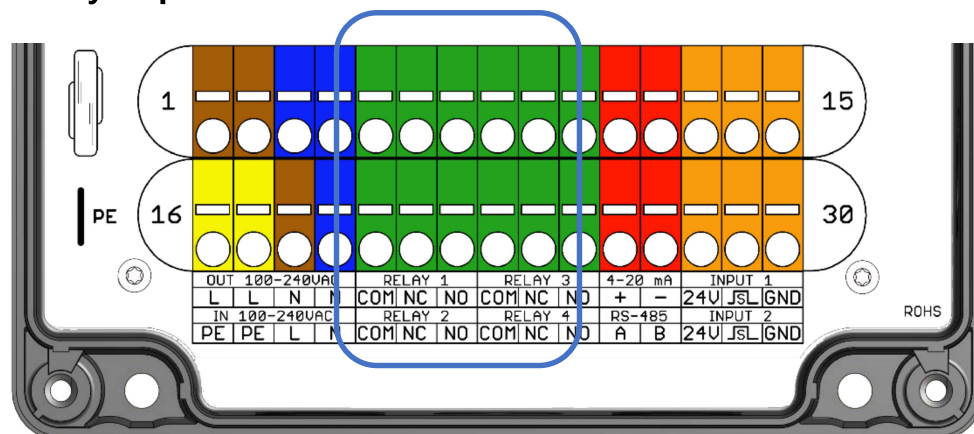 1 15
PE 16 30
OUT 100-240VAC RELAY 1 RELAY 3 4-20 mA INPUT 1
L L N N COM NC NO COM NC NO + - 24V S GND
ROHS
IN 100-240VAC RELAY 2 RELAY 4 RS-485 INPUT 2
PE PE L N COM NC NO COM NC NO A B 24V S GND